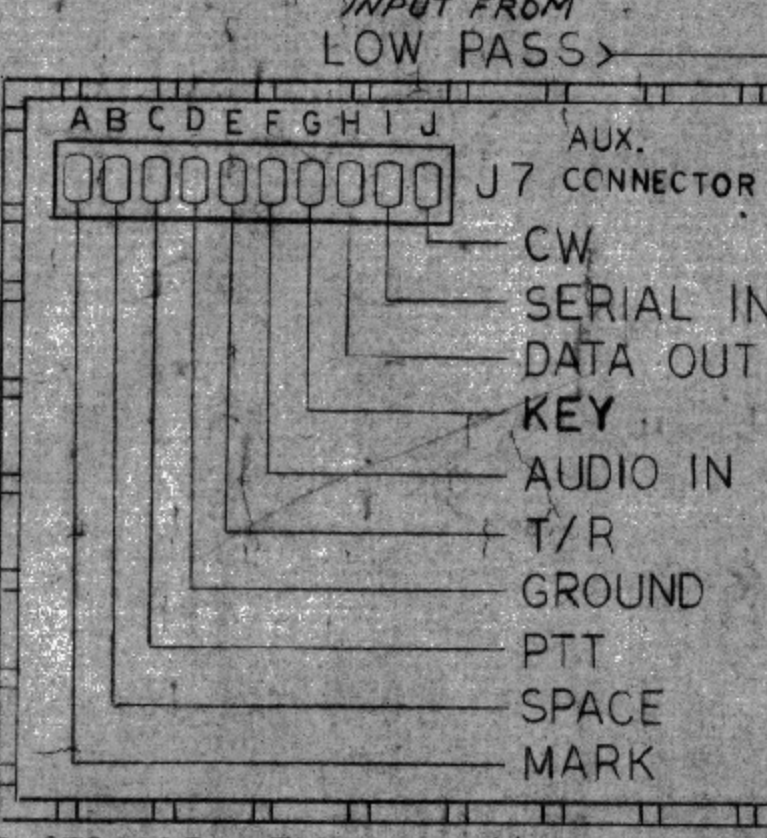 INPUT FROM
LOW PASS
A B C D E F G H I J
AUX.
J7 CONNECTOR
CW
SERIAL IN
DATA OUT
KEY
AUDIO IN
T/R
GROUND
PTT
SPACE
MARK